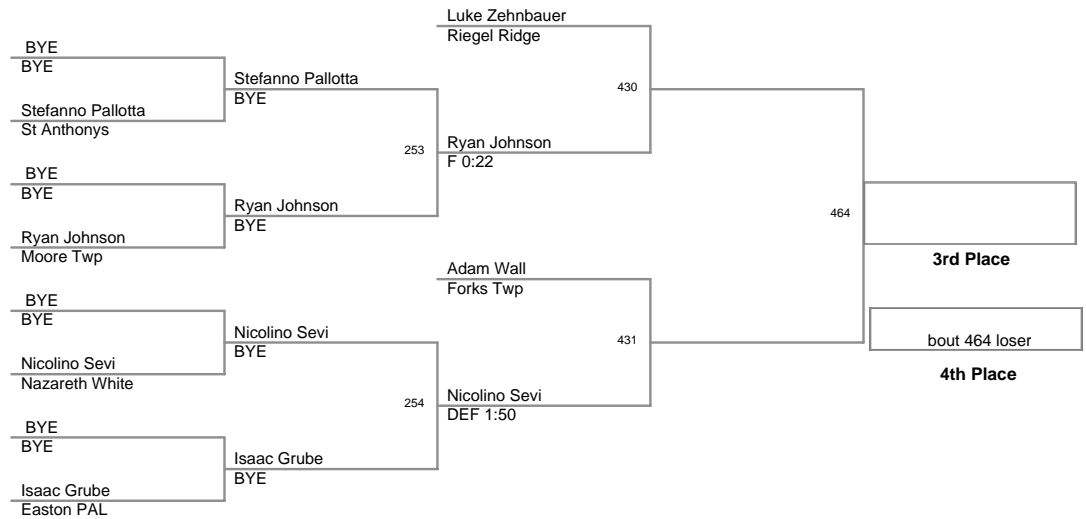 Luke Zehnbauer
Riegel Ridge
BYE
BYE
Stefanno Pallotta
BYE
430
Stefanno Pallotta
St Anthonys
253
Ryan Johnson
F 0:22
BYE
BYE
Ryan Johnson
BYE
464
Ryan Johnson
Moore Twp
3rd Place
Adam Wall
Forks Twp
BYE
BYE
Nicolino Sevi
BYE
431
bout 464 loser
Nicolino Sevi
Nazareth White
4th Place
254
Nicolino Sevi
DEF 1:50
BYE
BYE
Isaac Grube
BYE
Isaac Grube
Easton PAL